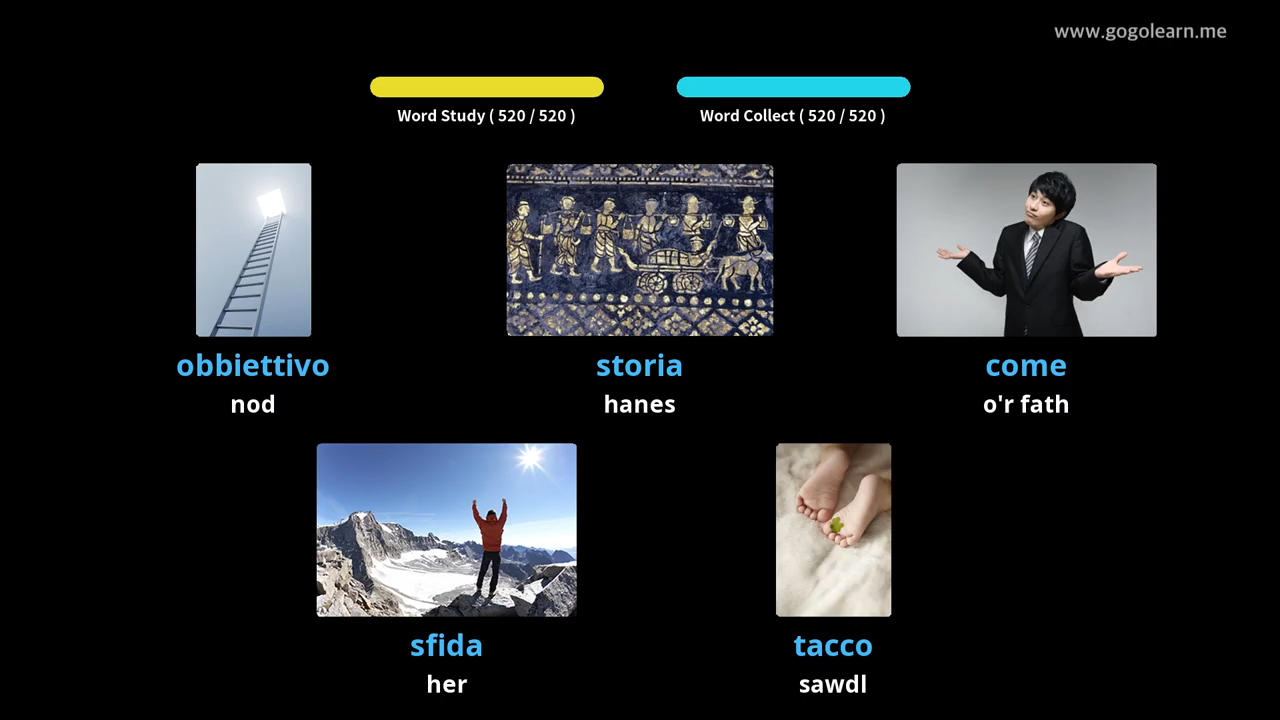 www.gogolearn.me
Word Study ( 520 / 520 )
Word Collect ( 520 / 520 )
obbiettivo
nod
storia
hanes
come
o'r fath
sfida
her
tacco
sawdl